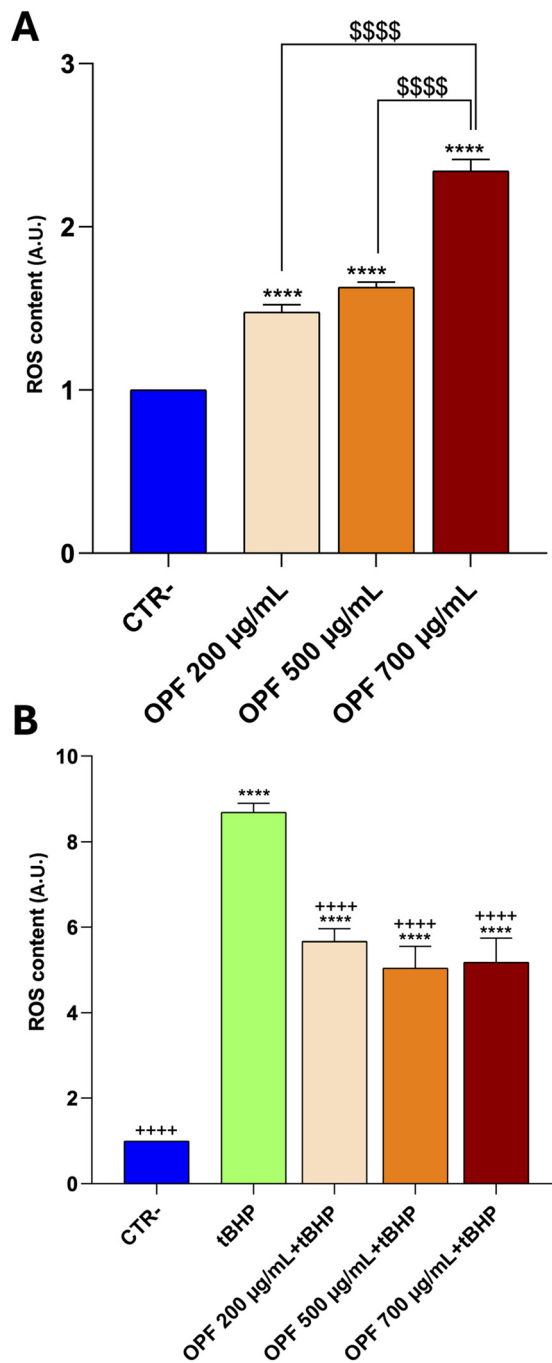 A
$$$$
$$$$
3
****
2
****
****
ROS content (A.U.)
1
0
CTR-
OPF 200 µg/mL
OPF 500 µg/mL
OPF 700 µg/mL
B
10
****
8
++++
****
++++
****
++++
****
6
ROS content (A.U.)
4
2
++++
0
CTR-
tBHP
OPF 200 µg/mL+tBHP
OPF 500 µg/mL+tBHP
OPF 700 µg/mL+tBHP